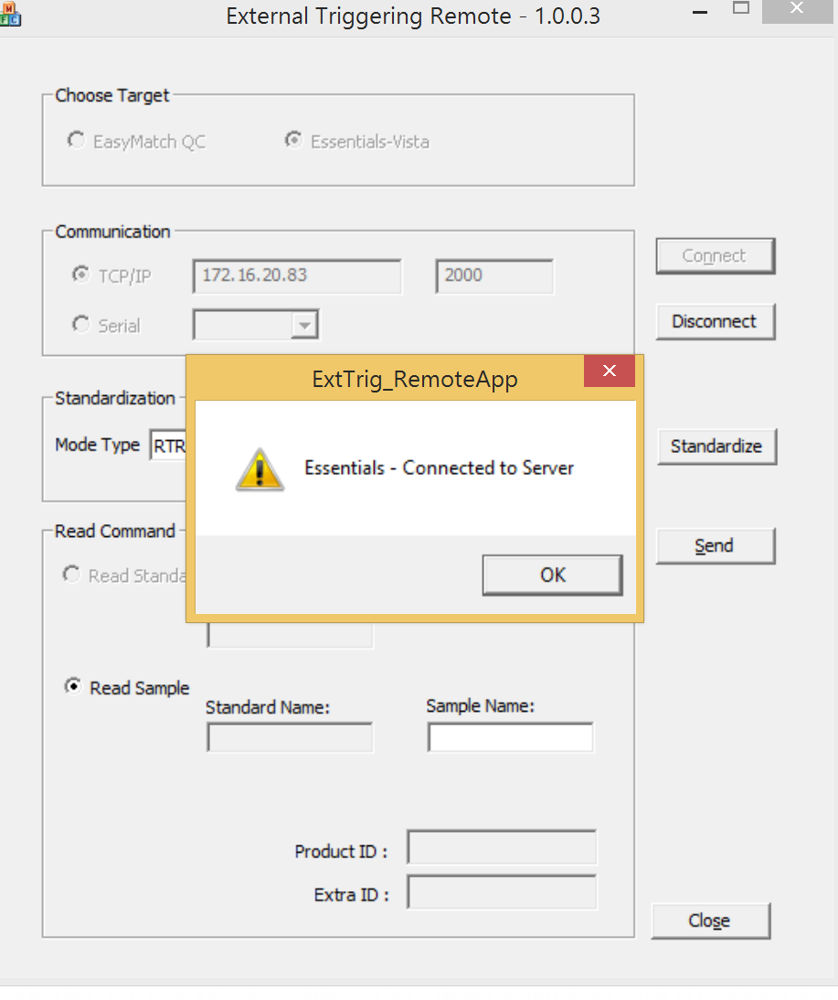 External Triggering Remote - 1.0.0.3
Choose Target
EasyMatch QC
Essentials-Vista
Communication
TCP/IP
172.16.20.83
2000
Connect
Serial
Disconnect
ExtTrig_RemoteApp
Standardization
Mode Type
RTR
Essentials - Connected to Server
Standardize
Read Command
Send
Read Standa
OK
Read Sample
Standard Name:
Sample Name:
Product ID :
Extra ID :
Close